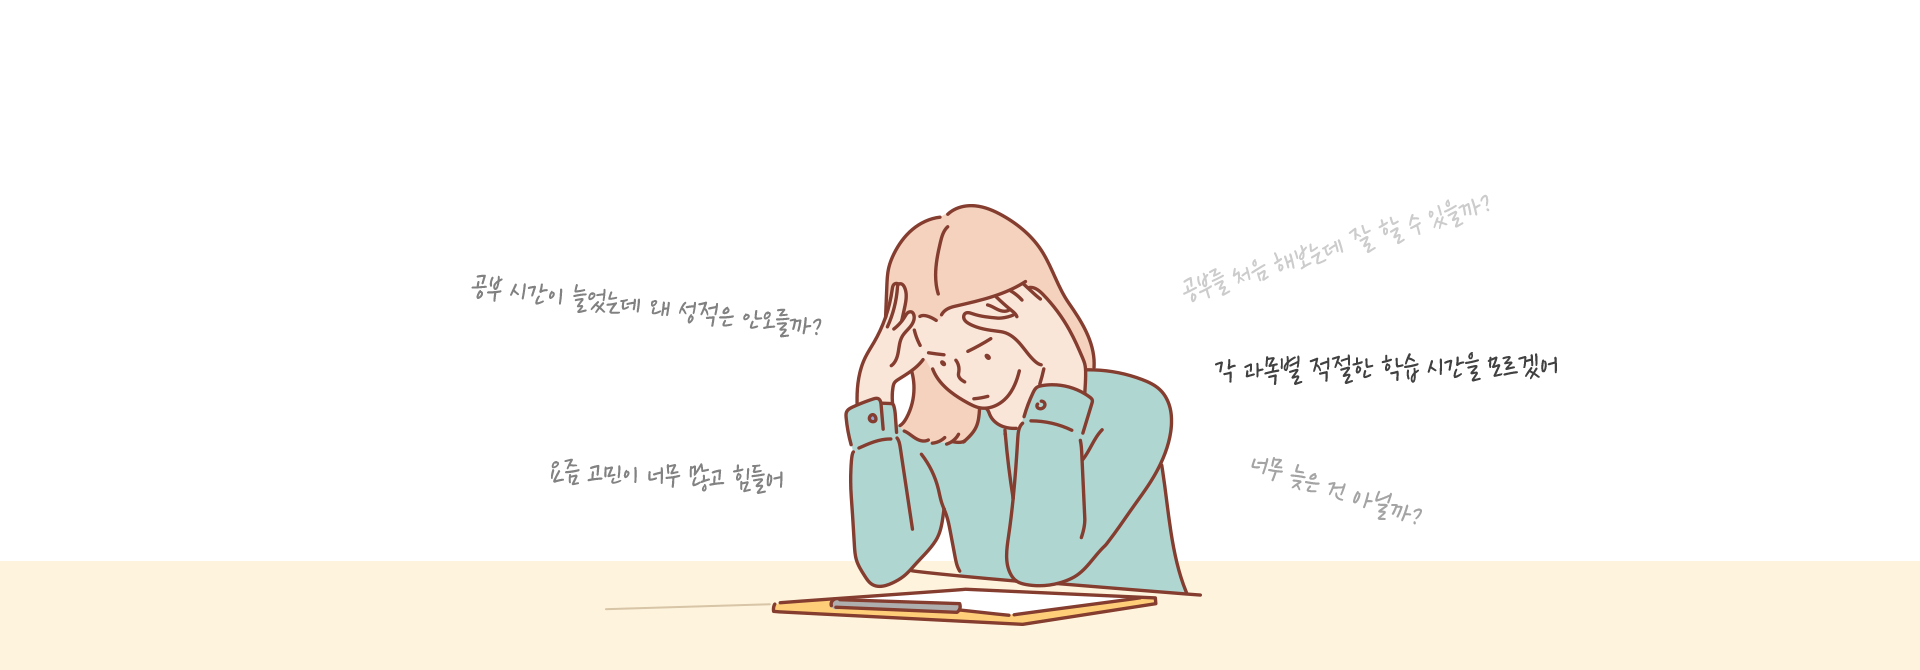 공부 시간이 늘었는데 왜 성적은 안오를까?
요즘 고민이 너무 많고 힘들어
공부를 처음 해보는데 잘 할 수 있을까?
각 과목별 적절한 학습 시간을 모르겠어
너무 늦은 건 아닐까?